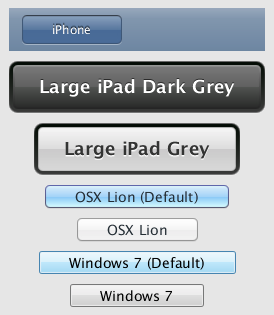 iPhone
Large iPad Dark Grey
Large iPad Grey
OSX Lion (Default)
OSX Lion
Windows 7 (Default)
Windows 7